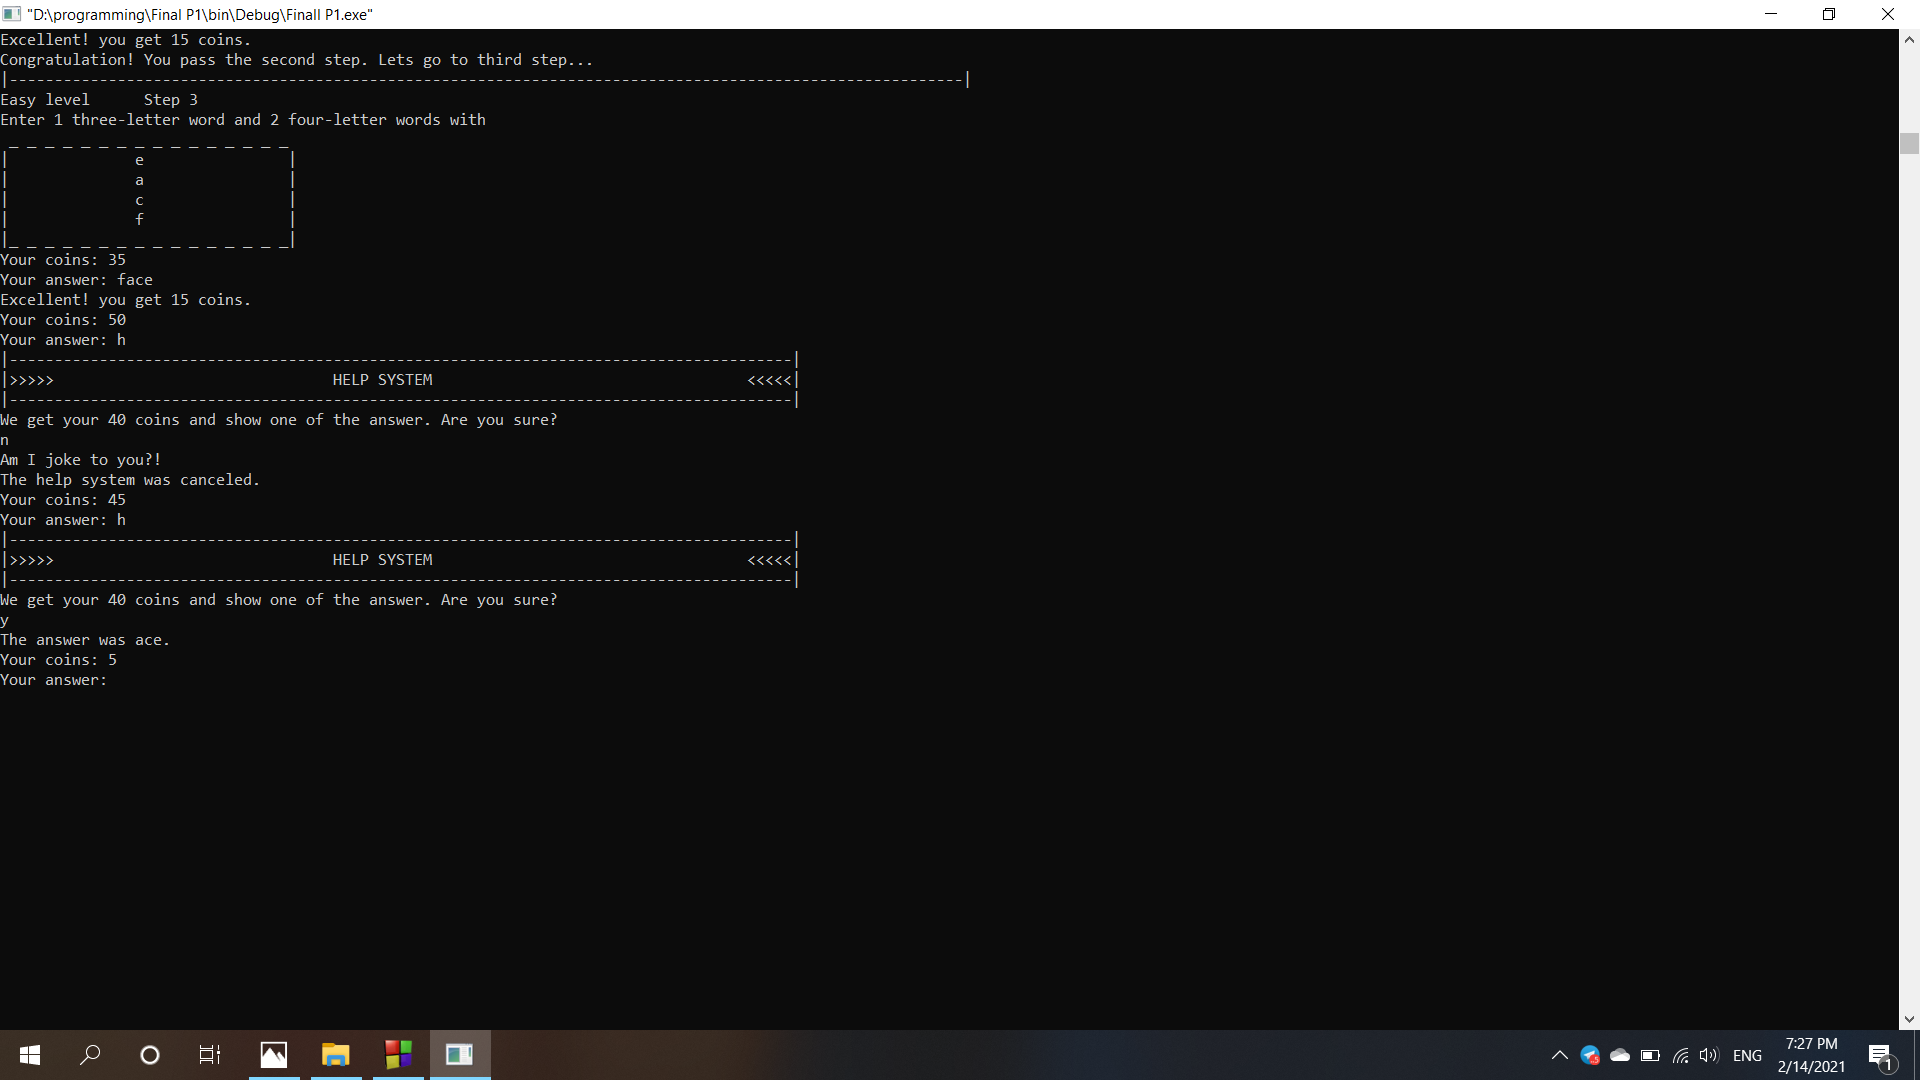 "D:\programming\Final P1\bin\Debug\Finall P1.exe"
Excellent! you get 15 coins.
Congratulation! You pass the second step. Lets go to third step...
|----------------------------------------------------------------------------------------------------------|
Easy level      Step 3
Enter 1 three-letter word and 2 four-letter words with
 _ _ _ _ _ _ _ _ _ _ _ _ _ _ _ _
|              e                |
|              a                |
|              c                |
|              f                |
|_ _ _ _ _ _ _ _ _ _ _ _ _ _ _ _|
Your coins: 35
Your answer: face
Excellent! you get 15 coins.
Your coins: 50
Your answer: h
|---------------------------------------------------------------------------------------|
|>>>>>                               HELP SYSTEM                                   <<<<<|
|---------------------------------------------------------------------------------------|
We get your 40 coins and show one of the answer. Are you sure?
n
Am I joke to you?!
The help system was canceled.
Your coins: 45
Your answer: h
|---------------------------------------------------------------------------------------|
|>>>>>                               HELP SYSTEM                                   <<<<<|
|---------------------------------------------------------------------------------------|
We get your 40 coins and show one of the answer. Are you sure?
y
The answer was ace.
Your coins: 5
Your answer:
ENG
7:27 PM
2/14/2021
1